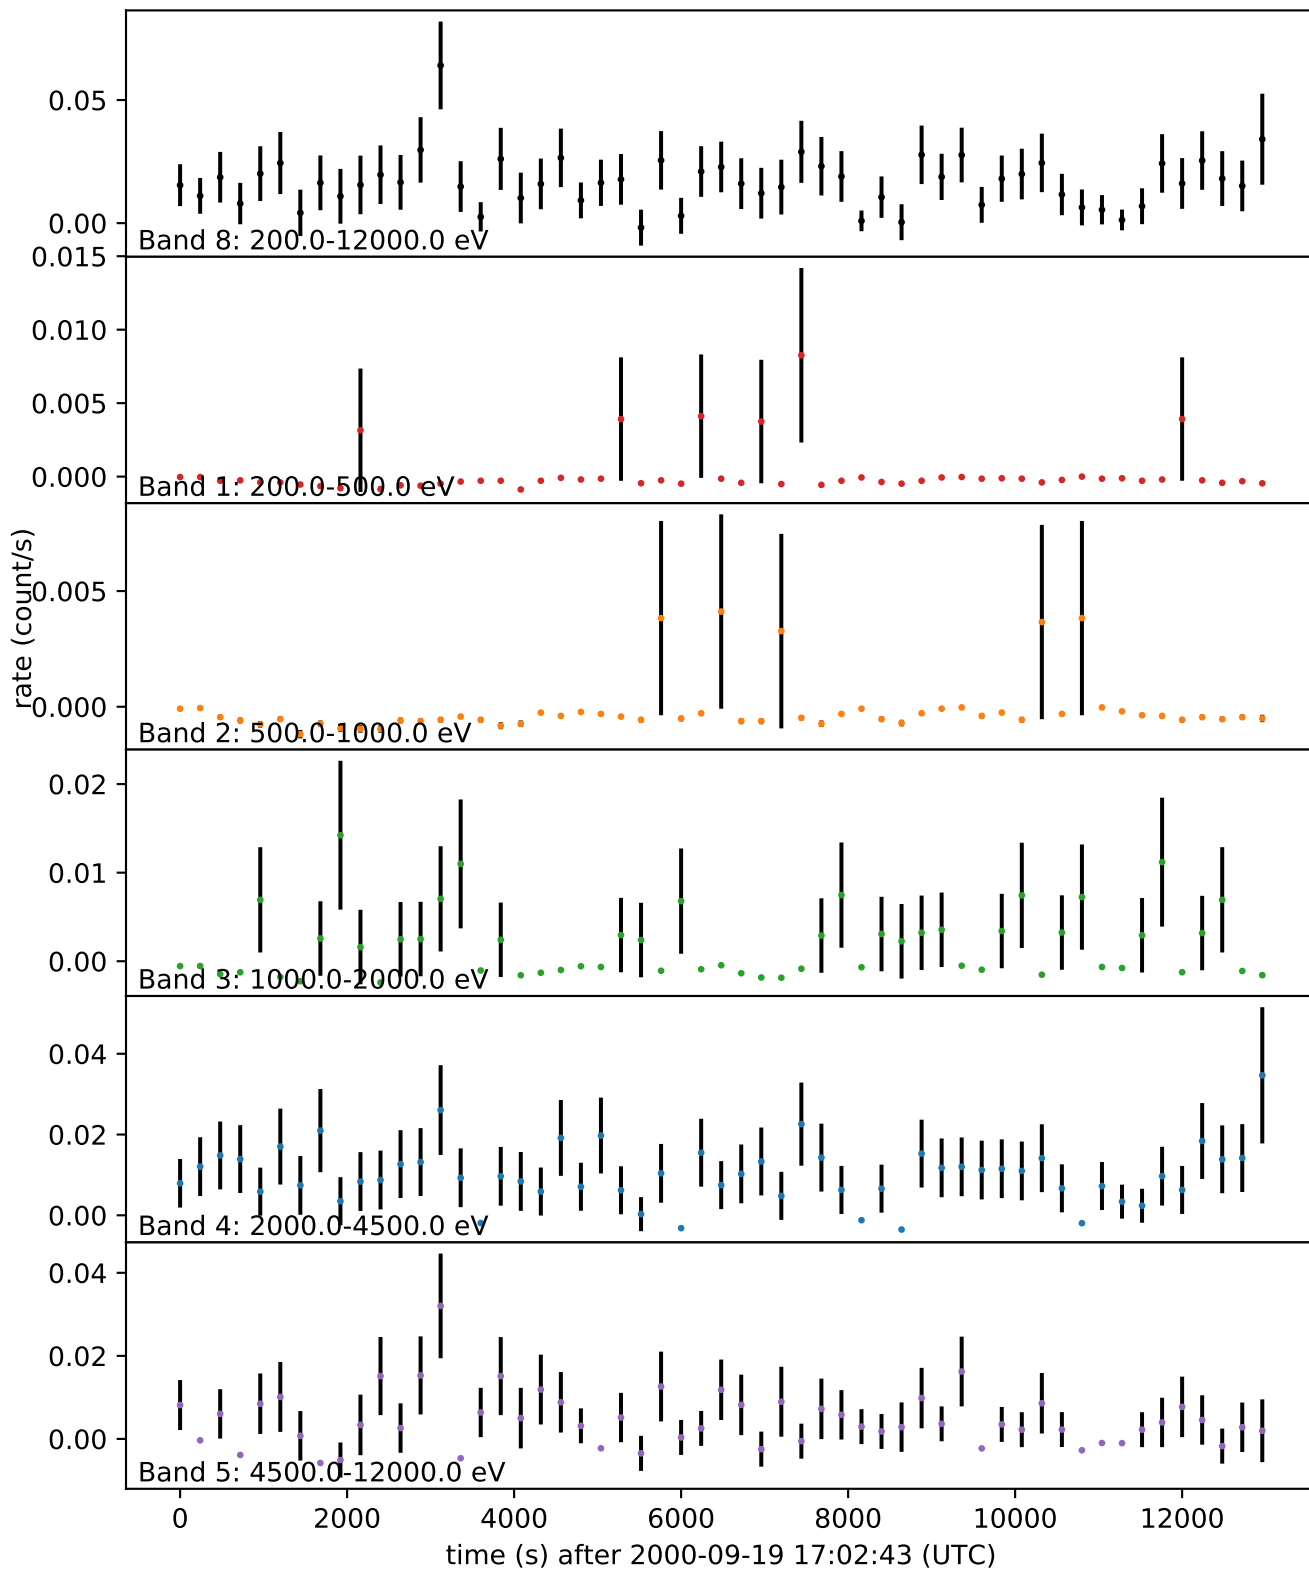 0.05
0.00
Band 8: 200.0-12000.0 eV
0.015
0.010
0.005
0.000
Band 1: 200.0-500.0 eV
rate (count/s)
0.005
0.000
Band 2: 500.0-1000.0 eV
0.02
0.01
0.00
Band 3: 1000.0-2000.0 eV
0.04
0.02
0.00
Band 4: 2000.0-4500.0 eV
0.04
0.02
0.00
Band 5: 4500.0-12000.0 eV
0 2000 4000 6000 8000 10000 12000
time (s) after 2000-09-19 17:02:43 (UTC)